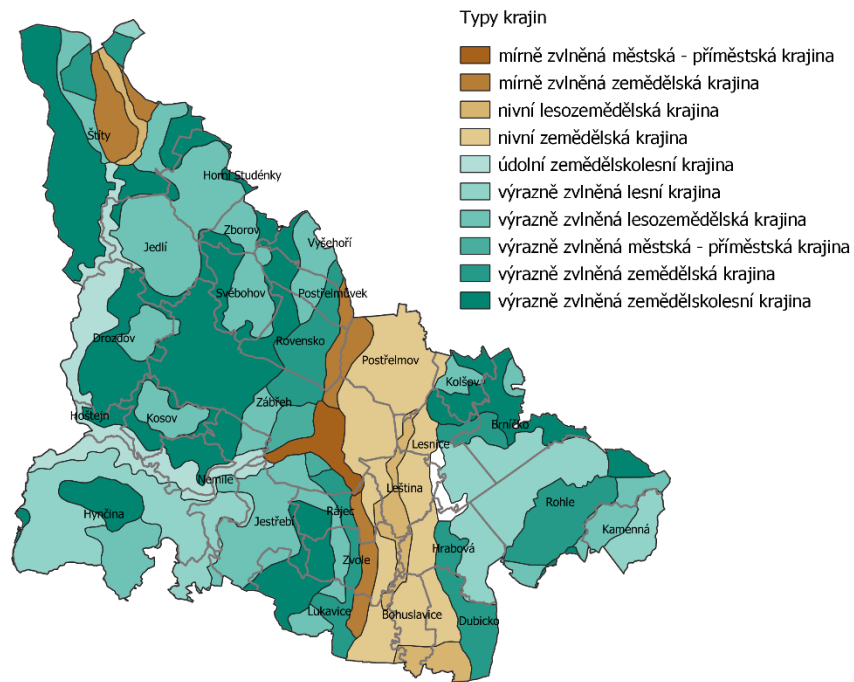 Typy krajin
mírně zvlněná městská - příměstská krajina
mírně zvlněná zemědělská krajina
nivní lesozemědělská krajina
nivní zemědělská krajina
údolní zemědělskolesní krajina
výrazně zvlněná lesní krajina
výrazně zvlněná lesozemědělská krajina
výrazně zvlněná městská - příměstská krajina
výrazně zvlněná zemědělská krajina
výrazně zvlněná zemědělskolesní krajina
Štíty
Horní Studénky
Zborov
Jedlí
Vyšehoří
Svébohov
Postřelmůvek
Drozdov
Rovensko
Postřelmov
Kolšov
Zábřeh
Hoštejn
Kosov
Brníčko
Lesnice
Nemile
Leština
Rohle
Hynčina
Jestřebí
Rájec
Kamenná
Hrabová
Zvole
Lukavice
Bohuslavice
Dubicko